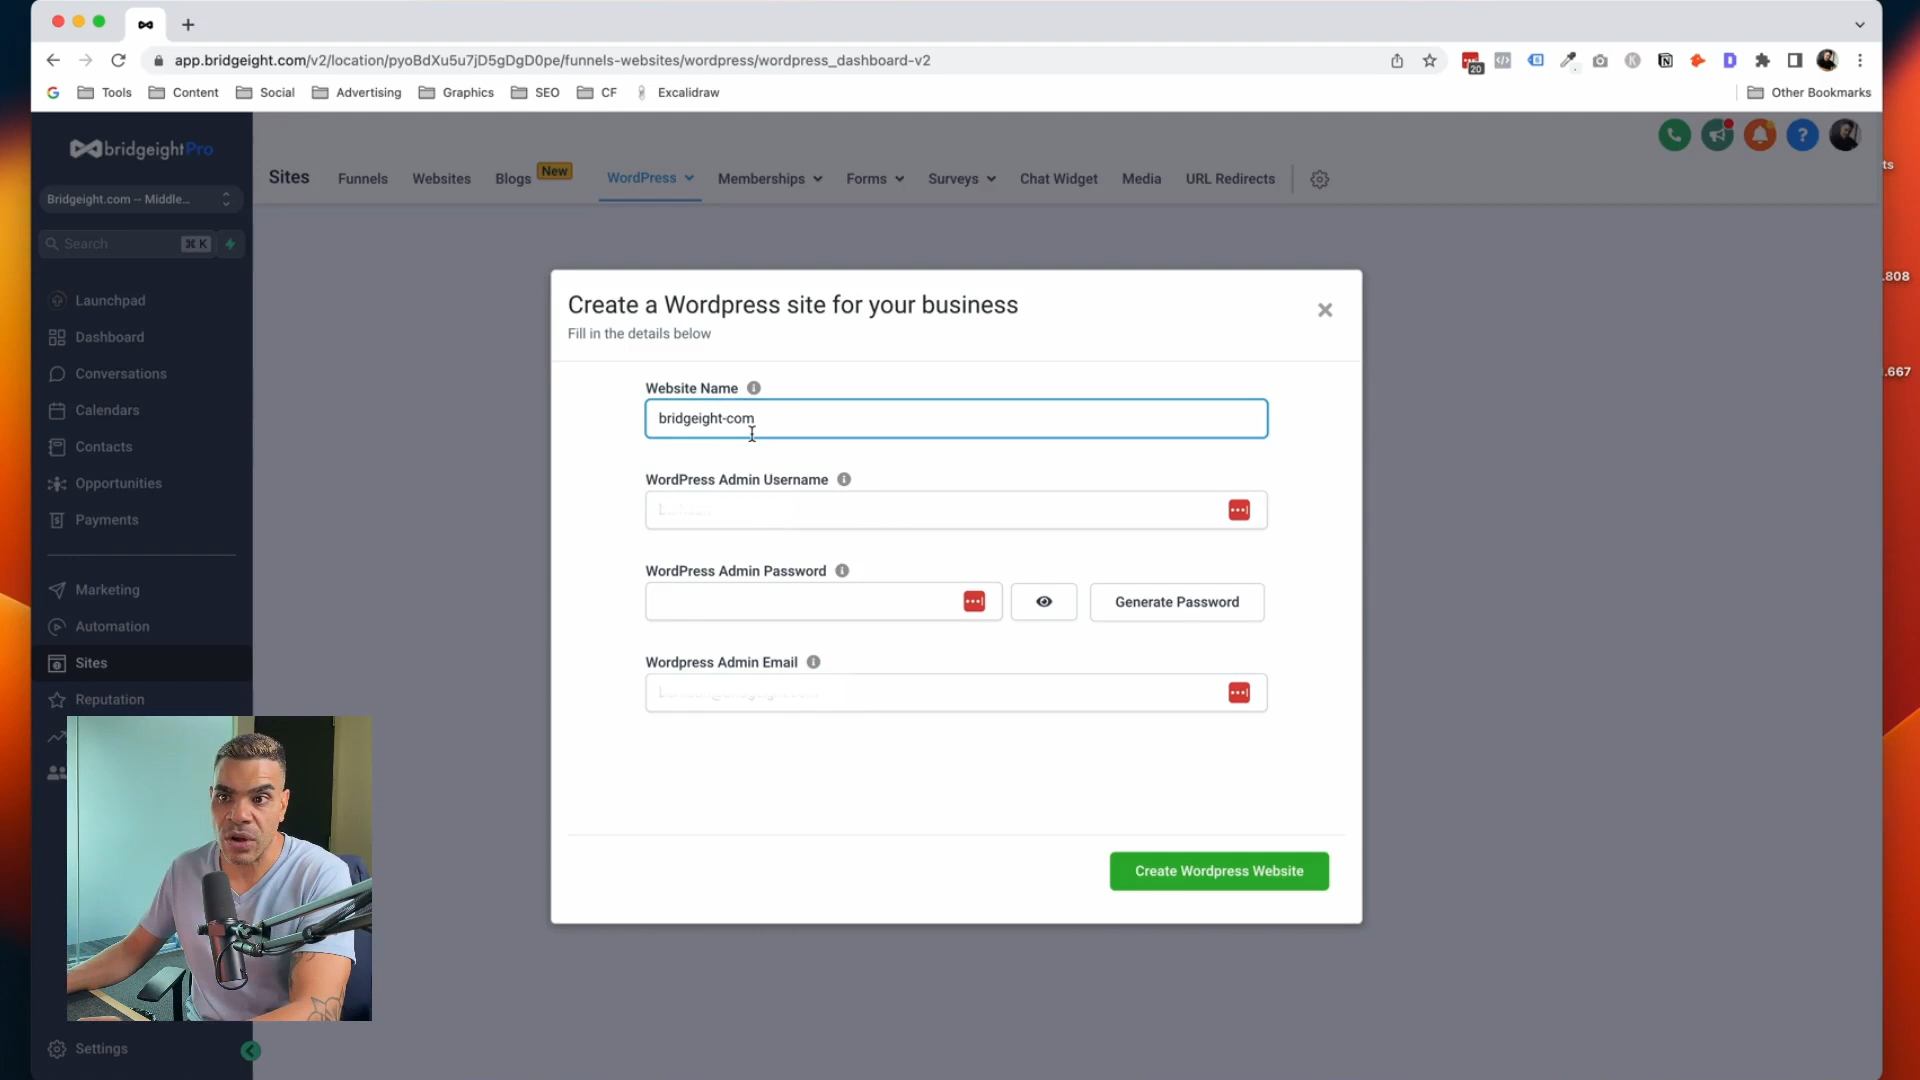 app.bridgeight.com/v2/location/pyoBdXu5u7jD5gDgD0pe/funnels-websites/wordpress/wordpress_dashboard-v2
20
Tools
Content
Social
Advertising
Graphics
SEO
CF
Excalidraw
Other Bookmarks
bridgeightPro
Sites
Funnels
Websites
Blogs
New
WordPress
Memberships
Forms
Surveys
Chat Widget
Media
URL Redirects
Bridgeight.com -- Middle...
Search
⌘ K
Launchpad
Dashboard
Conversations
Calendars
Contacts
Opportunities
Payments
Marketing
Automation
Sites
Reputation
Settings
Create a Wordpress site for your business
Fill in the details below
Website Name
bridgeight-com
WordPress Admin Username
WordPress Admin Password
Generate Password
Wordpress Admin Email
Create Wordpress Website
ts
.808
.667